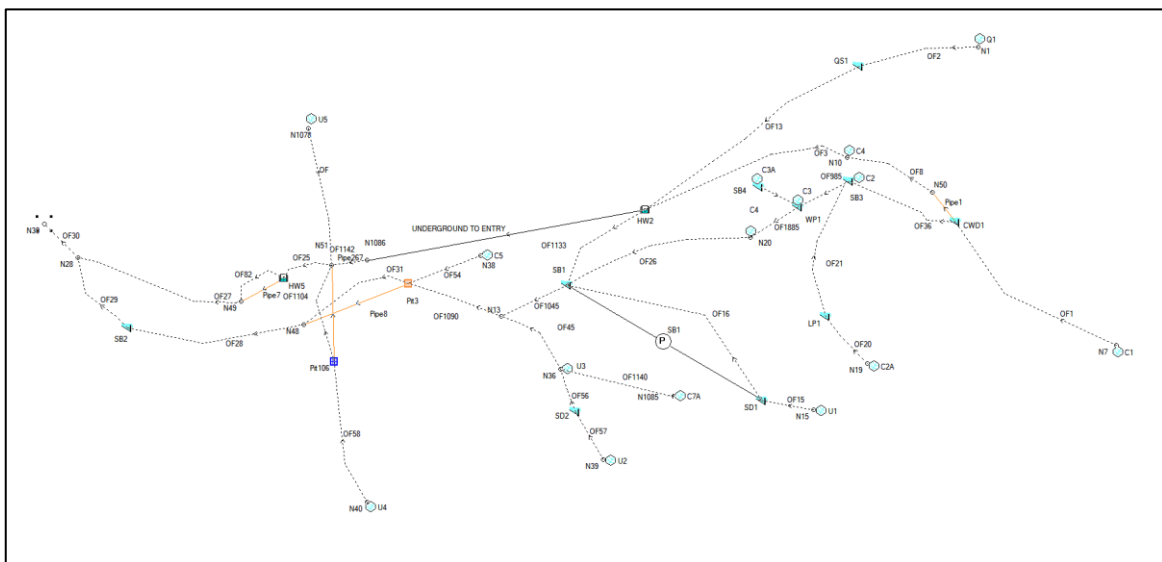 Q1
OF2
N1
QS1
U5
OF13
N1078
C4
OF3
N10
OF
C3A
OF985
C2
OF8
SB4
C3
SB3
N50
Pipe1
C4
WP1
HW2
OF1885
CWD1
N39
UNDERGROUND TO ENTRY
OF36
N20
OF30
N51
OF1142
N1086
OF1133
N28
OF25
Pipe267
C5
OF31
N38
OF26
OF21
OF82
HW5
OF54
SB1
Pipe7
OF1104
OF29
OF27
Pit3
N49
OF1045
OF16
Pipe8
OF1090
N13
LP1
OF1
SB2
N48
OF45
SB1
OF28
P
OF20
N7
C1
Pit106
U3
N19
C2A
N36
OF1140
OF56
N1085
C7A
SD1
OF15
SD2
N15
U1
OF58
OF57
N39
U2
N40
U4